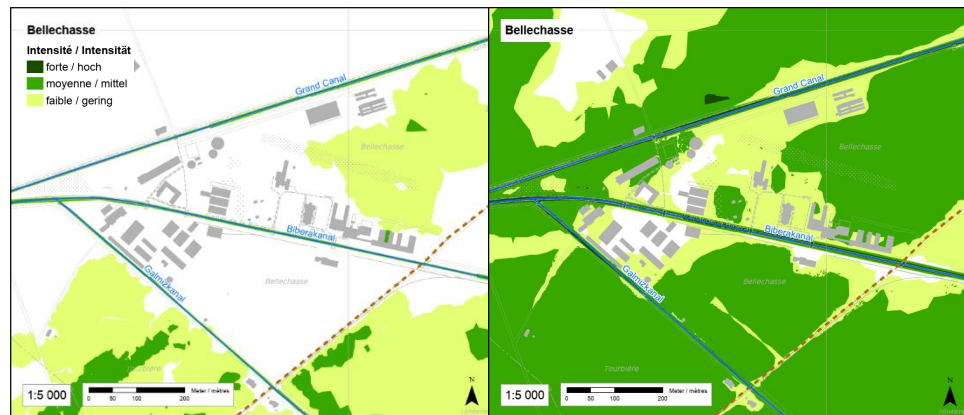 Bellechasse
Intensité / Intensität
forte / hoch
moyenne / mittel
faible / gering
Grand Canal
Bellechasse
Biberakanal
Galmizkanal
Bellechasse
Tourbière
1:5 000
Meter / mètres
0 50 100 200
N
Bellechasse
Grand Canal
Bellechasse
Biberakanal
Galmizkanal
Bellechasse
Tourbière
1:5 000
Meter / mètres
0 50 100 200
N